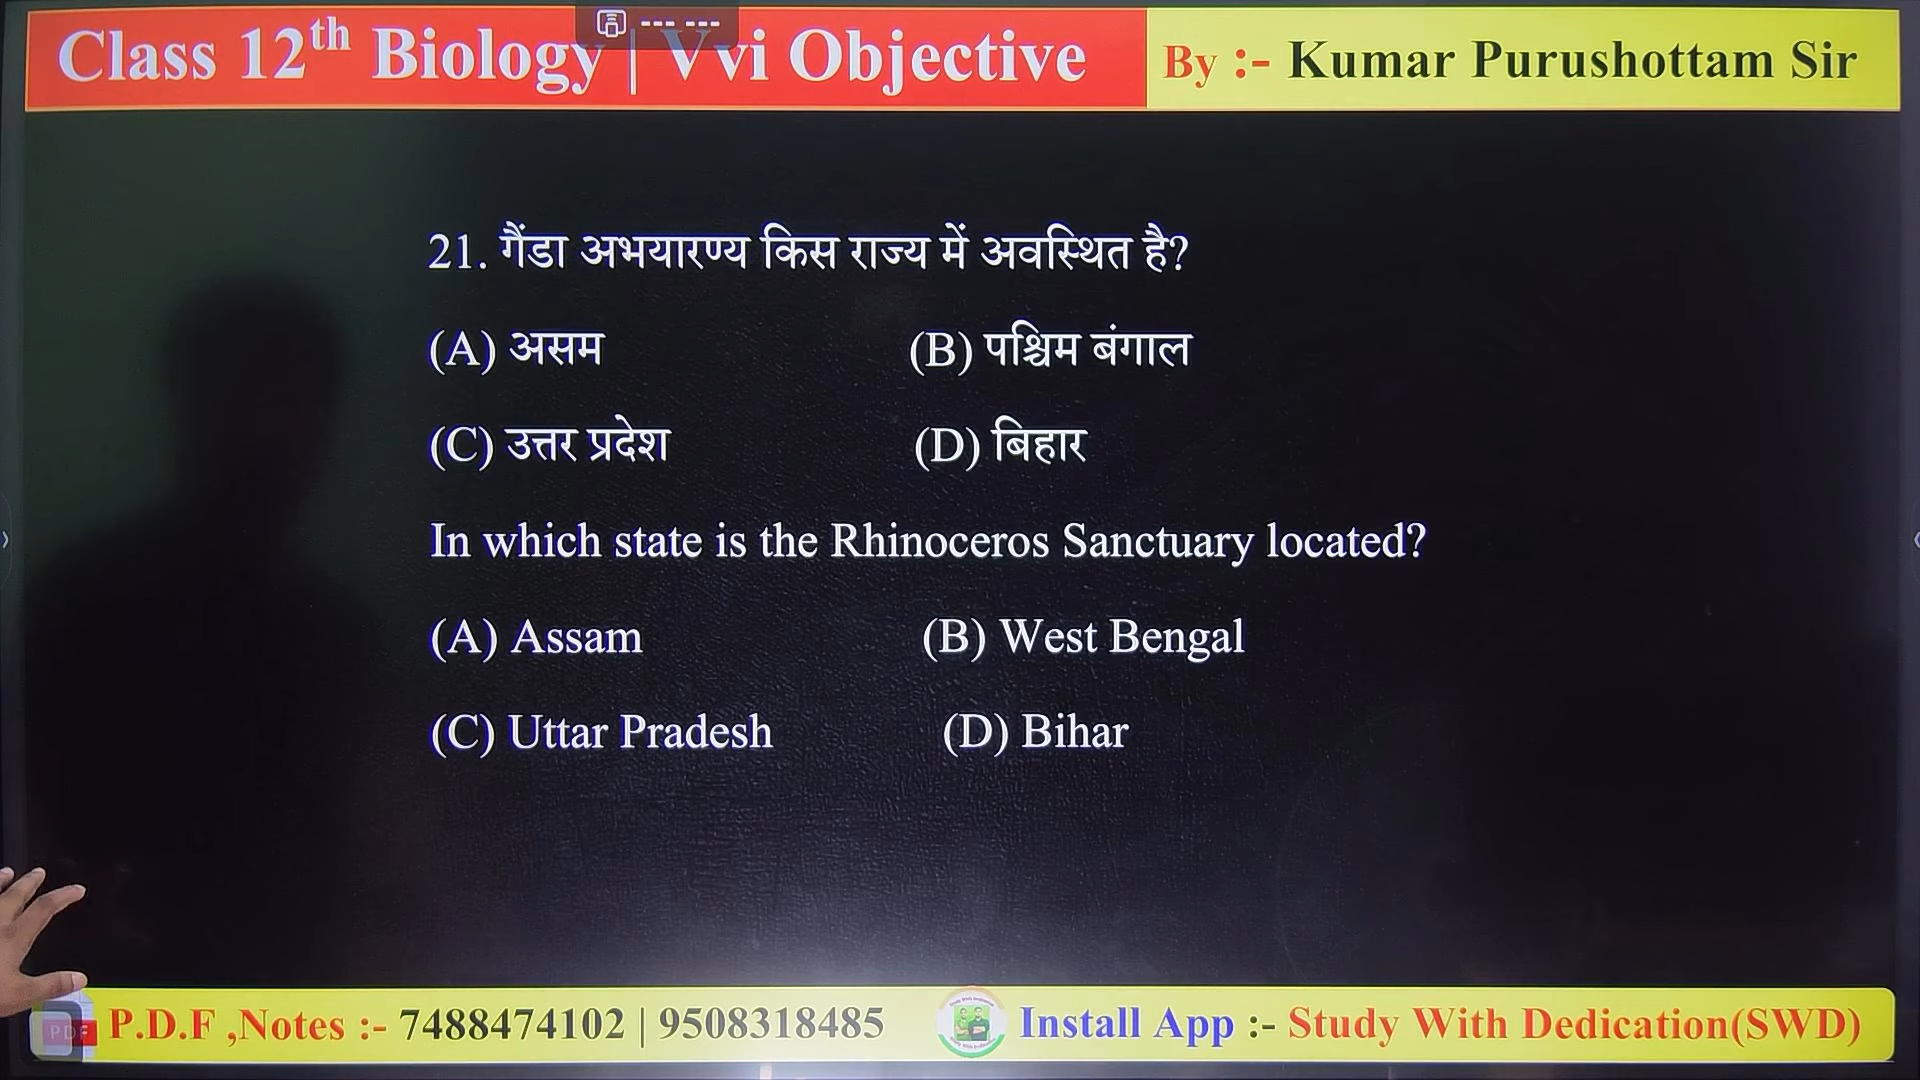 Class 12th Biology | Vvi Objective By :- Kumar Purushottam Sir
21. गैंडा अभयारण्य किस राज्य में अवस्थित है?
(A) असम (B) पश्चिम बंगाल
(C) उत्तर प्रदेश (D) बिहार
In which state is the Rhinoceros Sanctuary located?
(A) Assam (B) West Bengal
(C) Uttar Pradesh (D) Bihar
PDF P.D.F ,Notes :- 7488474102 | 9508318485 Install App :- Study With Dedication(SWD)